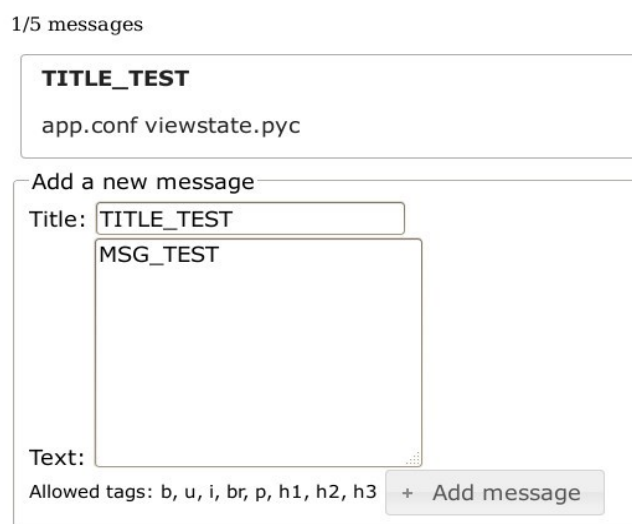 1/5 messages
TITLE_TEST
app.conf viewstate.pyc
Add a new message
Title: TITLE_TEST
MSG_TEST
Text:
Allowed tags: b, u, i, br, p, h1, h2, h3 + Add message